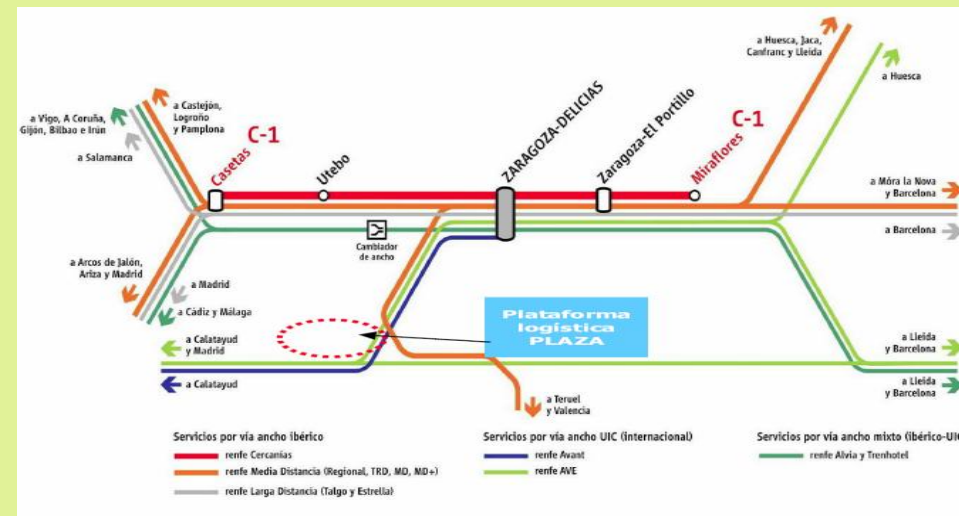 a Huesca, Jaca,
Canfranc y Lleida
a Huesca
a Vigo, A Coruña,
Gijón, Bilbao e Irún
a Castejón,
Logroño
y Pamplona
a Salamanca
C-1
Casetas
Utebo
ZARAGOZA-DELICIAS
Zaragoza-El Portillo
C-1
Miraflores
a Móra la Nova
y Barcelona
a Barcelona
Cambiador
de ancho
a Arcos de Jalón,
Ariza y Madrid
a Madrid
a Cádiz y Málaga
a Calatayud
y Madrid
a Calatayud
Plataforma
logística
PLAZA
a Lleida
y Barcelona
a Lleida
y Barcelona
a Teruel
y Valencia
Servicios por vía ancho ibérico
renfe Cercanías
renfe Media Distancia (Regional, TRD, MD, MD+)
renfe Larga Distancia (Talgo y Estrella)
Servicios por vía ancho UIC (internacional)
renfe Avant
renfe AVE
Servicios por vía ancho mixto (ibérico-UIC
renfe Alvia y Trenhotel